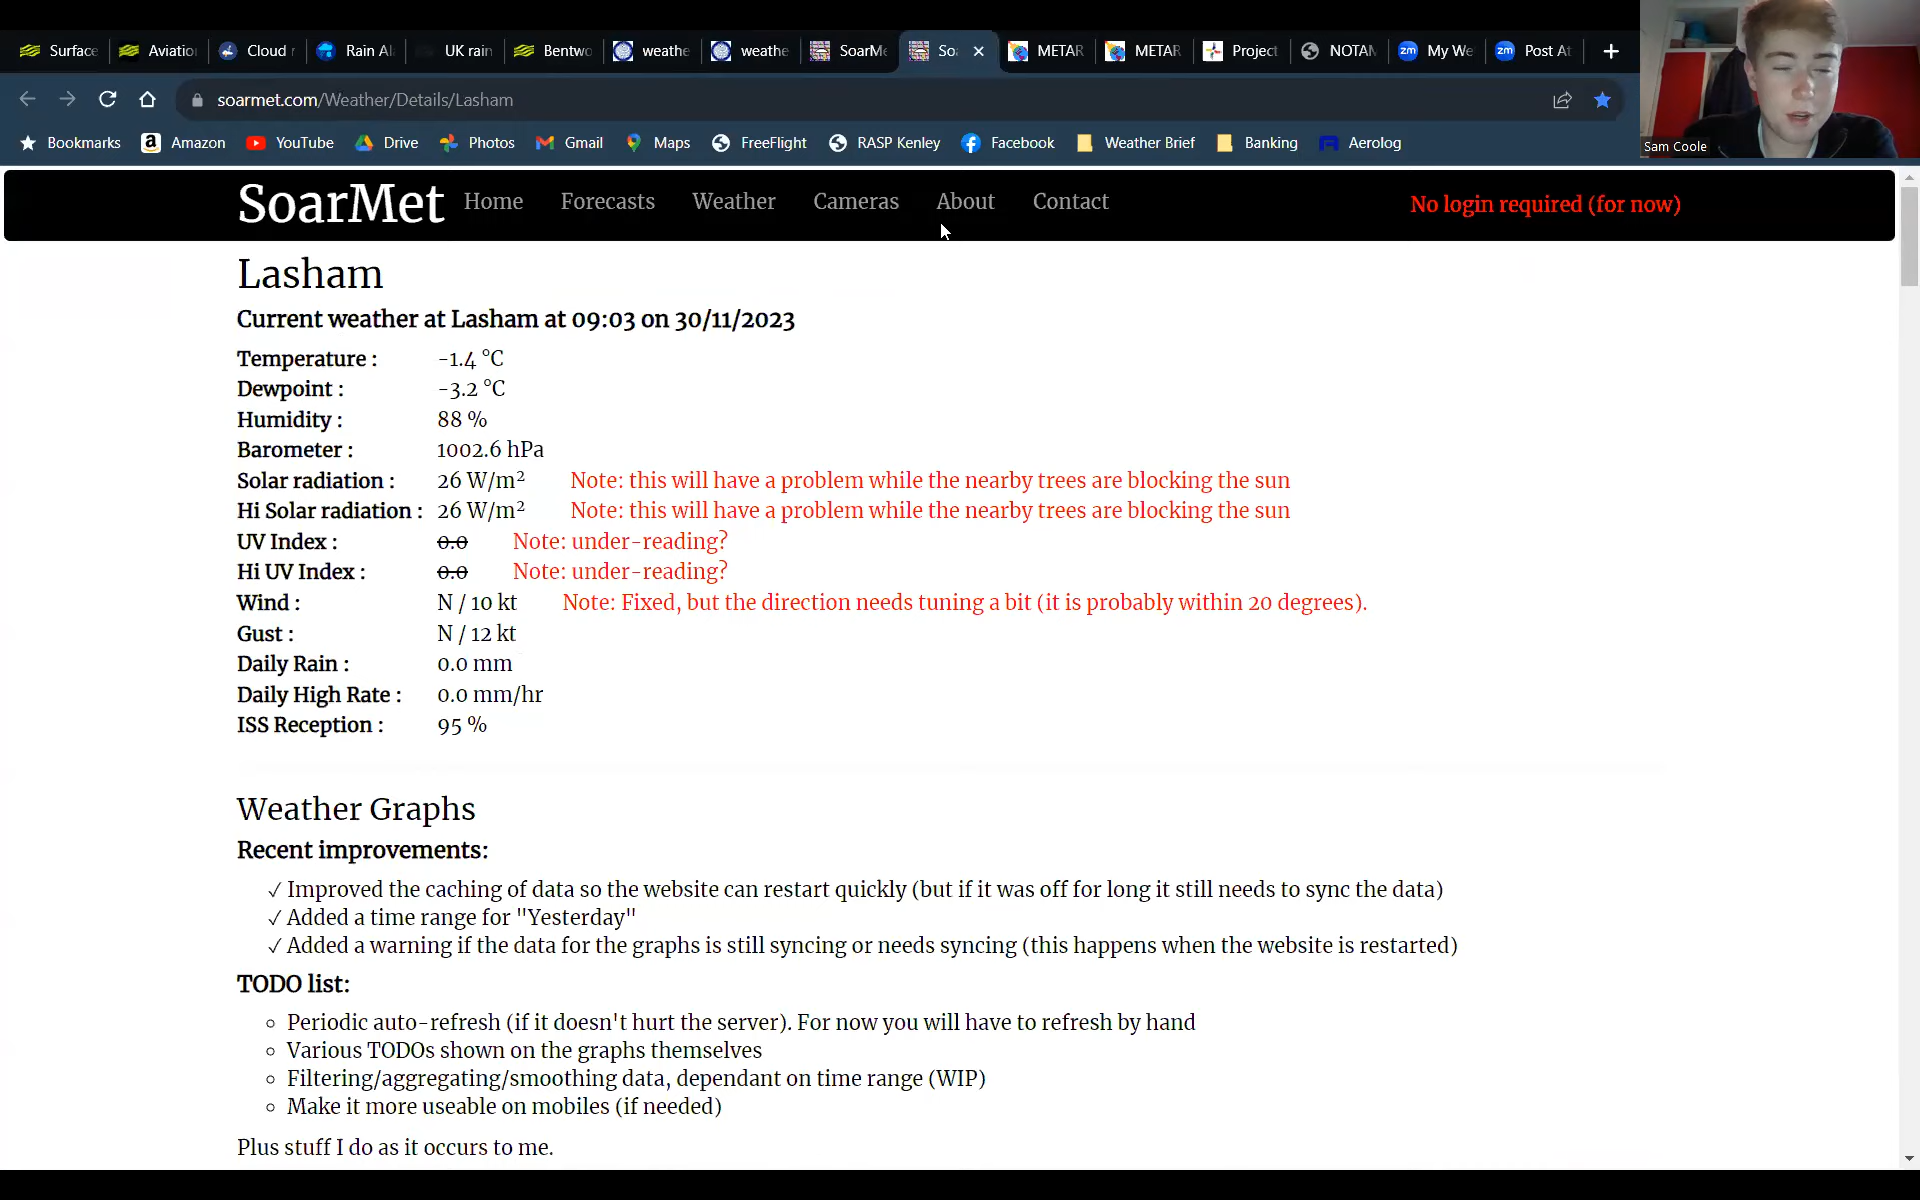 Surface
Aviatio
Cloud r
Rain Al
UK rain
Bentwo
weathe
weathe
SoarMe
So
METAR
METAR
Project
NOTAM
My We
Post At
soarmet.com/Weather/Details/Lasham
Bookmarks
Amazon
YouTube
Drive
Photos
Gmail
Maps
FreeFlight
RASP Kenley
Facebook
Weather Brief
Banking
Aerolog
Sam Coole
SoarMet Home Forecasts Weather Cameras About Contact No login required (for now)
Lasham
Current weather at Lasham at 09:03 on 30/11/2023
Temperature : -1.4 °C
Dewpoint : -3.2 °C
Humidity : 88 %
Barometer : 1002.6 hPa
Solar radiation : 26 W/m² Note: this will have a problem while the nearby trees are blocking the sun
Hi Solar radiation : 26 W/m² Note: this will have a problem while the nearby trees are blocking the sun
UV Index : 0.0 Note: under-reading?
Hi UV Index : 0.0 Note: under-reading?
Wind : N / 10 kt Note: Fixed, but the direction needs tuning a bit (it is probably within 20 degrees).
Gust : N / 12 kt
Daily Rain : 0.0 mm
Daily High Rate : 0.0 mm/hr
ISS Reception : 95 %
Weather Graphs
Recent improvements:
✓ Improved the caching of data so the website can restart quickly (but if it was off for long it still needs to sync the data)
✓ Added a time range for "Yesterday"
✓ Added a warning if the data for the graphs is still syncing or needs syncing (this happens when the website is restarted)
TODO list:
Periodic auto-refresh (if it doesn't hurt the server). For now you will have to refresh by hand
Various TODOs shown on the graphs themselves
Filtering/aggregating/smoothing data, dependant on time range (WIP)
Make it more useable on mobiles (if needed)
Plus stuff I do as it occurs to me.